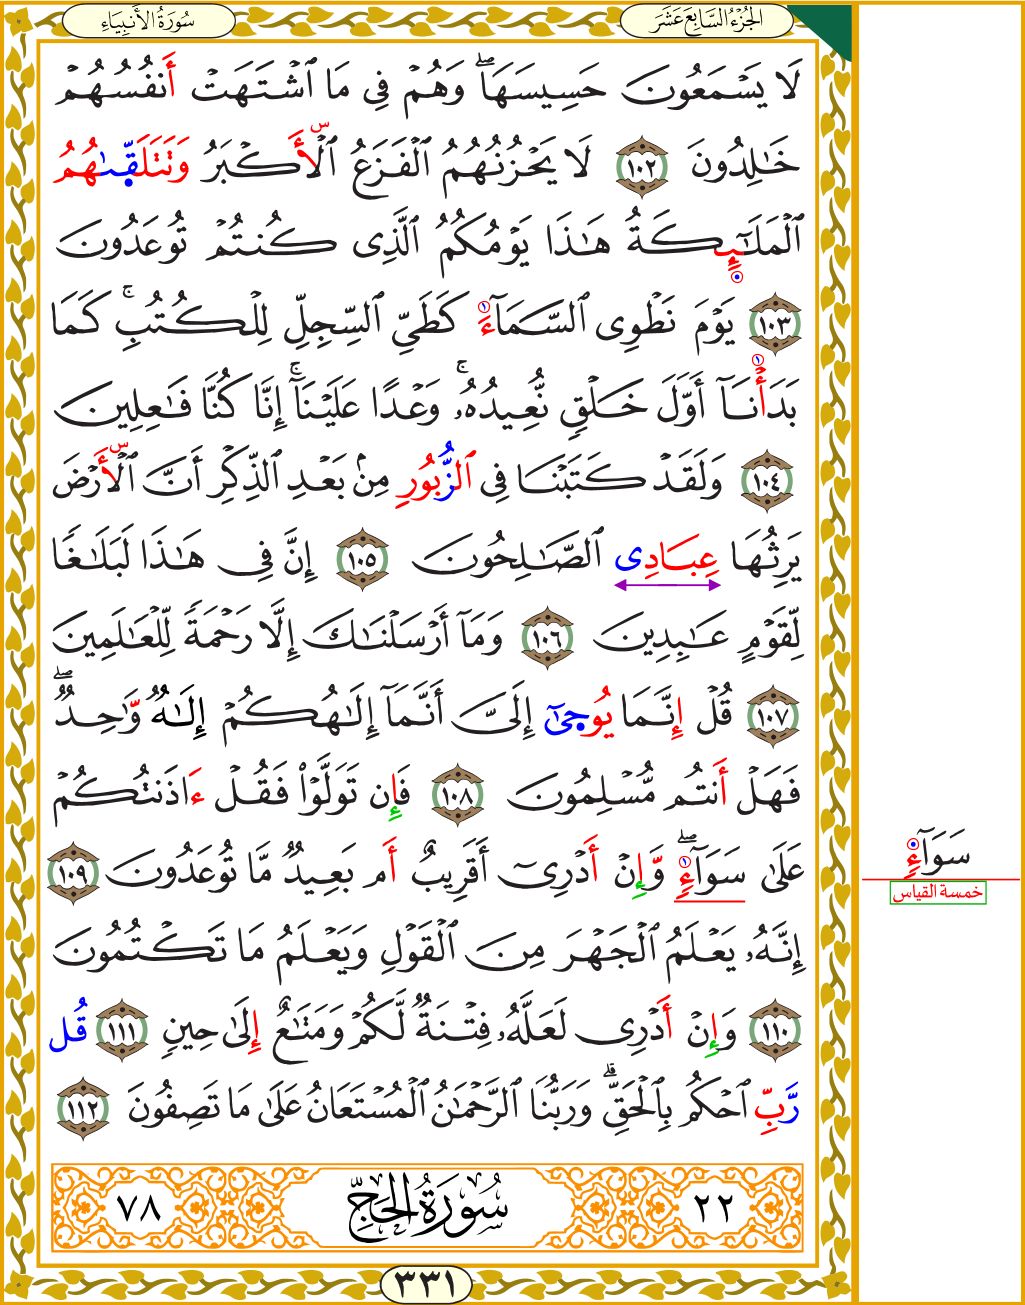 الجُزْءُ السَّابِعَ عَشَرَ
سُورَةُ الأَنبِيَاءِ
لَا يَسْمَعُونَ حَسِيسَهَا ۖ وَهُمْ فِى مَا ٱشْتَهَتْ أَنفُسُهُمْ
خَـٰلِدُونَ ١٠٢ لَا يَحْزُنُهُمُ ٱلْفَزَعُ ٱلْأَكْبَرُ وَتَتَلَقَّىٰهُمُ
ٱلْمَلَـٰٓئِكَةُ هَـٰذَا يَوْمُكُمُ ٱلَّذِى كُنتُمْ تُوعَدُونَ
١٠٣ يَوْمَ نَطْوِى ٱلسَّمَآءَ كَطَىِّ ٱلسِّجِلِّ لِلْكُتُبِ ۚ كَمَا
بَدَأْنَآ أَوَّلَ خَلْقٍ نُّعِيدُهُۥ ۚ وَعْدًا عَلَيْنَآ ۚ إِنَّا كُنَّا فَـٰعِلِينَ
١٠٤ وَلَقَدْ كَتَبْنَا فِى ٱلزَّبُورِ مِنۢ بَعْدِ ٱلذِّكْرِ أَنَّ ٱلْأَرْضَ
يَرِثُهَا عِبَادِى ٱلصَّـٰلِحُونَ ١٠٥ إِنَّ فِى هَـٰذَا لَبَلَـٰغًا
لِّقَوْمٍ عَـٰبِدِينَ ١٠٦ وَمَآ أَرْسَلْنَـٰكَ إِلَّا رَحْمَةً لِّلْعَـٰلَمِينَ
١٠٧ قُلْ إِنَّمَا يُوحَىٰٓ إِلَىَّ أَنَّمَآ إِلَـٰهُكُمْ إِلَـٰهٌ وَٰحِدٌ ۖ
فَهَلْ أَنتُم مُّسْلِمُونَ ١٠٨ فَإِن تَوَلَّوْا۟ فَقُلْ ءَاذَنتُكُمْ
عَلَىٰ سَوَآءٍ ۖ وَإِنْ أَدْرِىٓ أَقَرِيبٌ أَم بَعِيدٌ مَّا تُوعَدُونَ ١٠٩
سَوَآءٍ
خمسة القياس
إِنَّهُۥ يَعْلَمُ ٱلْجَهْرَ مِنَ ٱلْقَوْلِ وَيَعْلَمُ مَا تَكْتُمُونَ
١١٠ وَإِنْ أَدْرِى لَعَلَّهُۥ فِتْنَةٌ لَّكُمْ وَمَتَـٰعٌ إِلَىٰ حِينٍ ١١١ قُل
رَّبِّ ٱحْكُم بِٱلْحَقِّ ۗ وَرَبُّنَا ٱلرَّحْمَـٰنُ ٱلْمُسْتَعَانُ عَلَىٰ مَا تَصِفُونَ ١١٢
٢٢ سُورَةُ الحَجِّ ٧٨
٣٣١